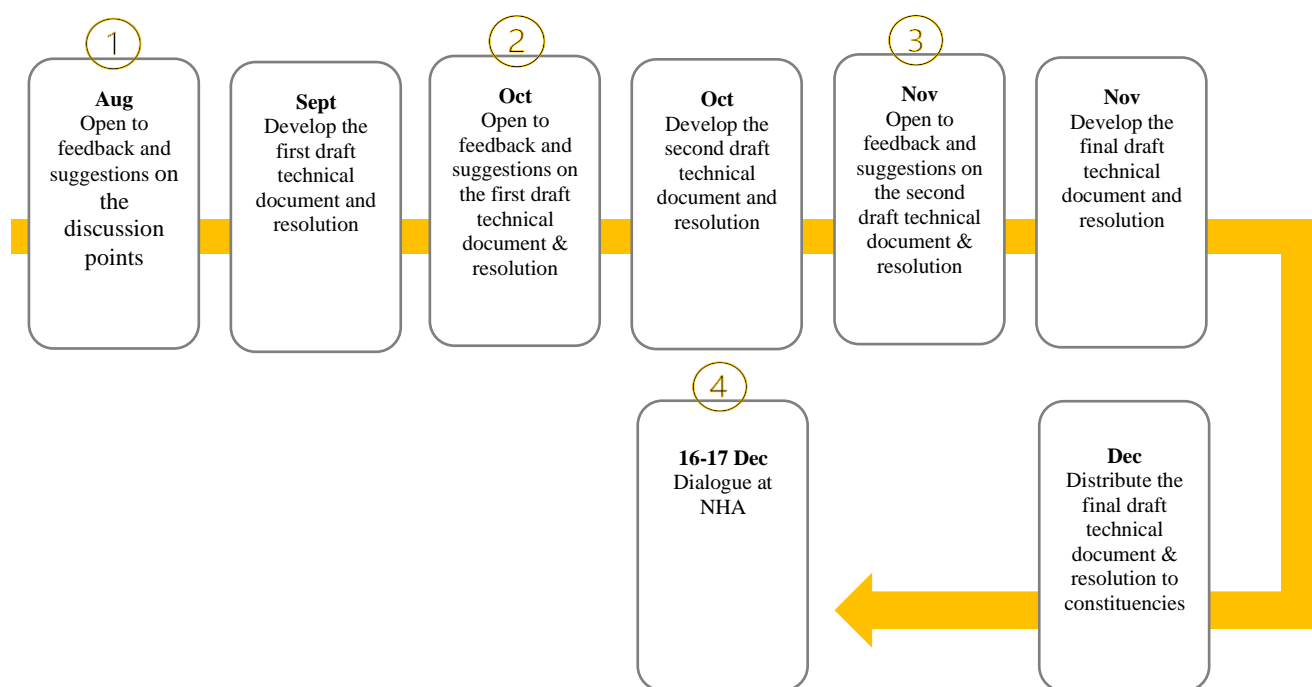 1
Aug
Open to
feedback and
suggestions on
the
discussion
points
Sept
Develop the
first draft
technical
document and
resolution
2
Oct
Open to
feedback and
suggestions on
the first draft
technical
document &
resolution
Oct
Develop the
second draft
technical
document and
resolution
3
Nov
Open to
feedback and
suggestions on
the second
draft technical
document &
resolution
Nov
Develop the
final draft
technical
document and
resolution
Dec
Distribute the
final draft
technical
document &
resolution to
constituencies
4
16-17 Dec
Dialogue at
NHA